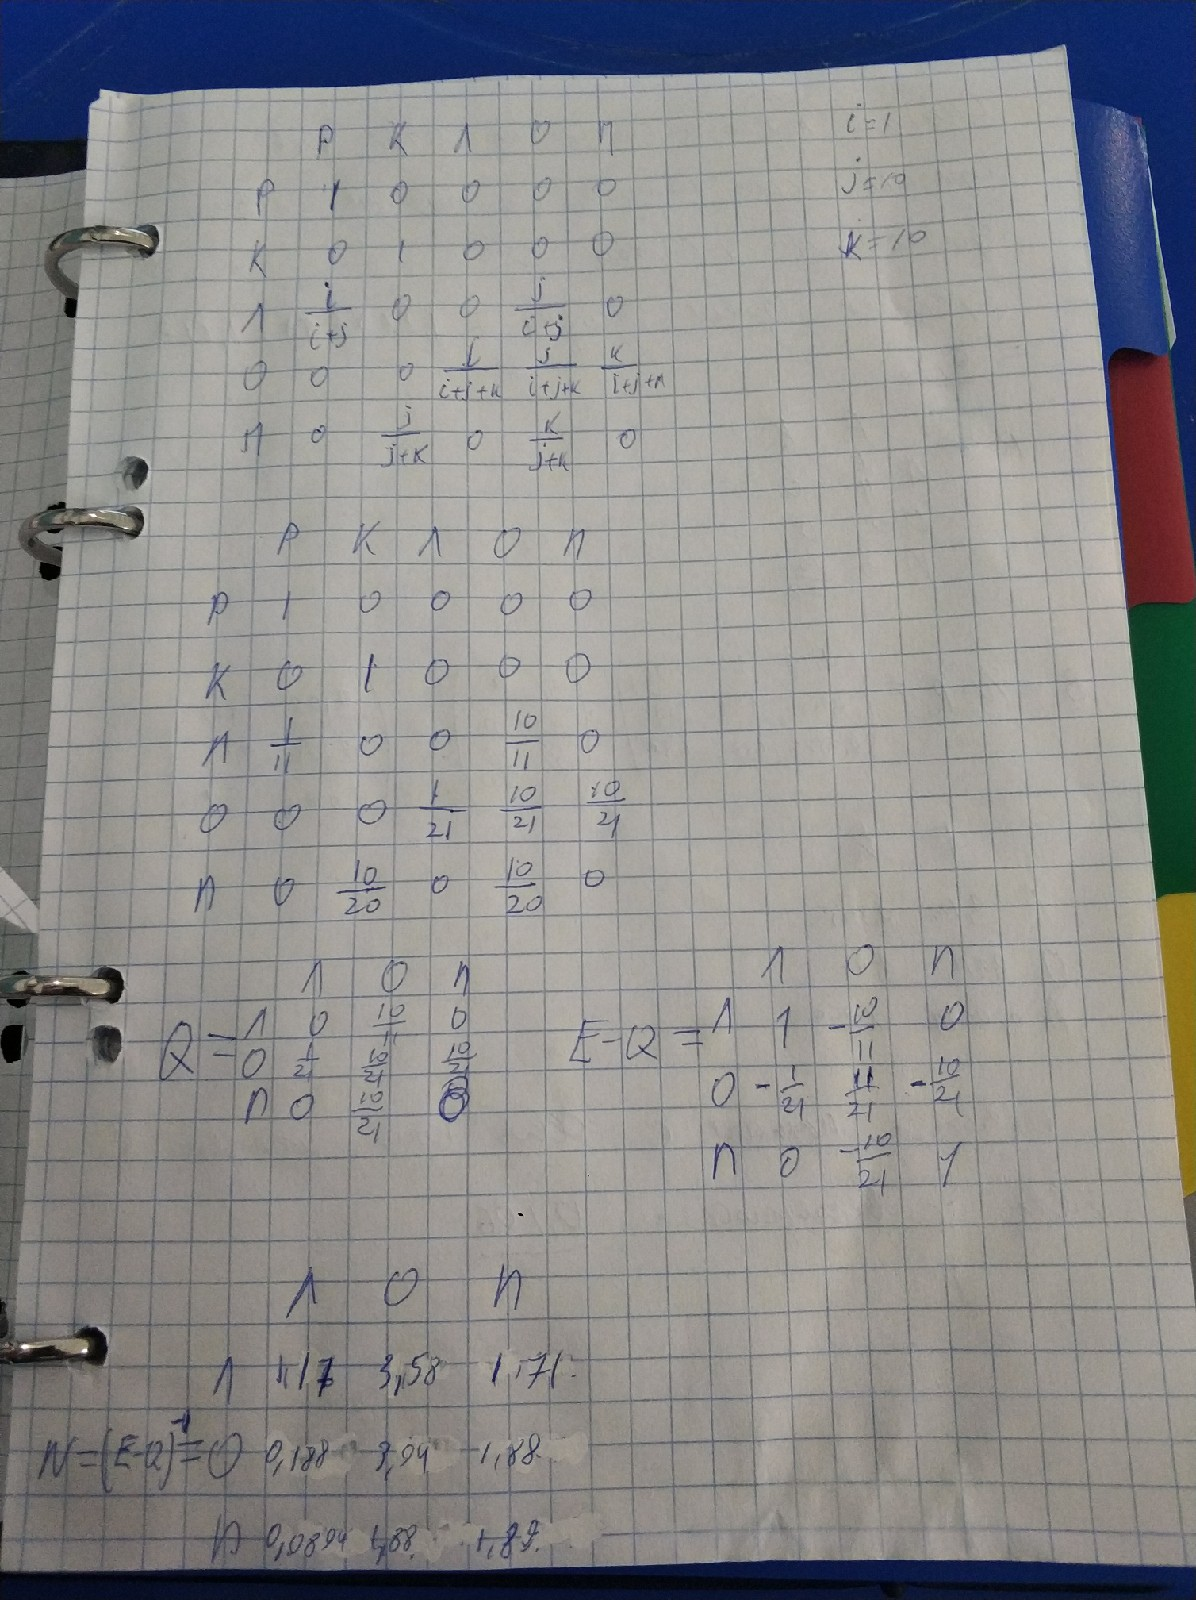 Р К Л О П i=1
Р 1 0 0 0 0 j=10
К 0 1 0 0 0 k=10
Л i/(i+j) 0 0 j/(i+j) 0
О 0 0 i/(i+j+k) j/(i+j+k) k/(i+j+k)
П 0 j/(j+k) 0 k/(j+k) 0
Р К Л О П
Р 1 0 0 0 0
К 0 1 0 0 0
Л 1/11 0 0 10/11 0
О 0 0 1/21 10/21 10/21
П 0 10/20 0 10/20 0
Л О П
Q = Л 0 10/11 0
О 1/21 10/21 10/21
П 0 10/21 0
Л О П
E-Q = Л 1 -10/11 0
О -1/21 11/21 -10/21
П 0 -10/21 1
Л О П
Л 1,17 3,58 1,71
N=(E-Q)⁻¹= О 0,188 3,94 1,88
П 0,0894 1,88 1,89